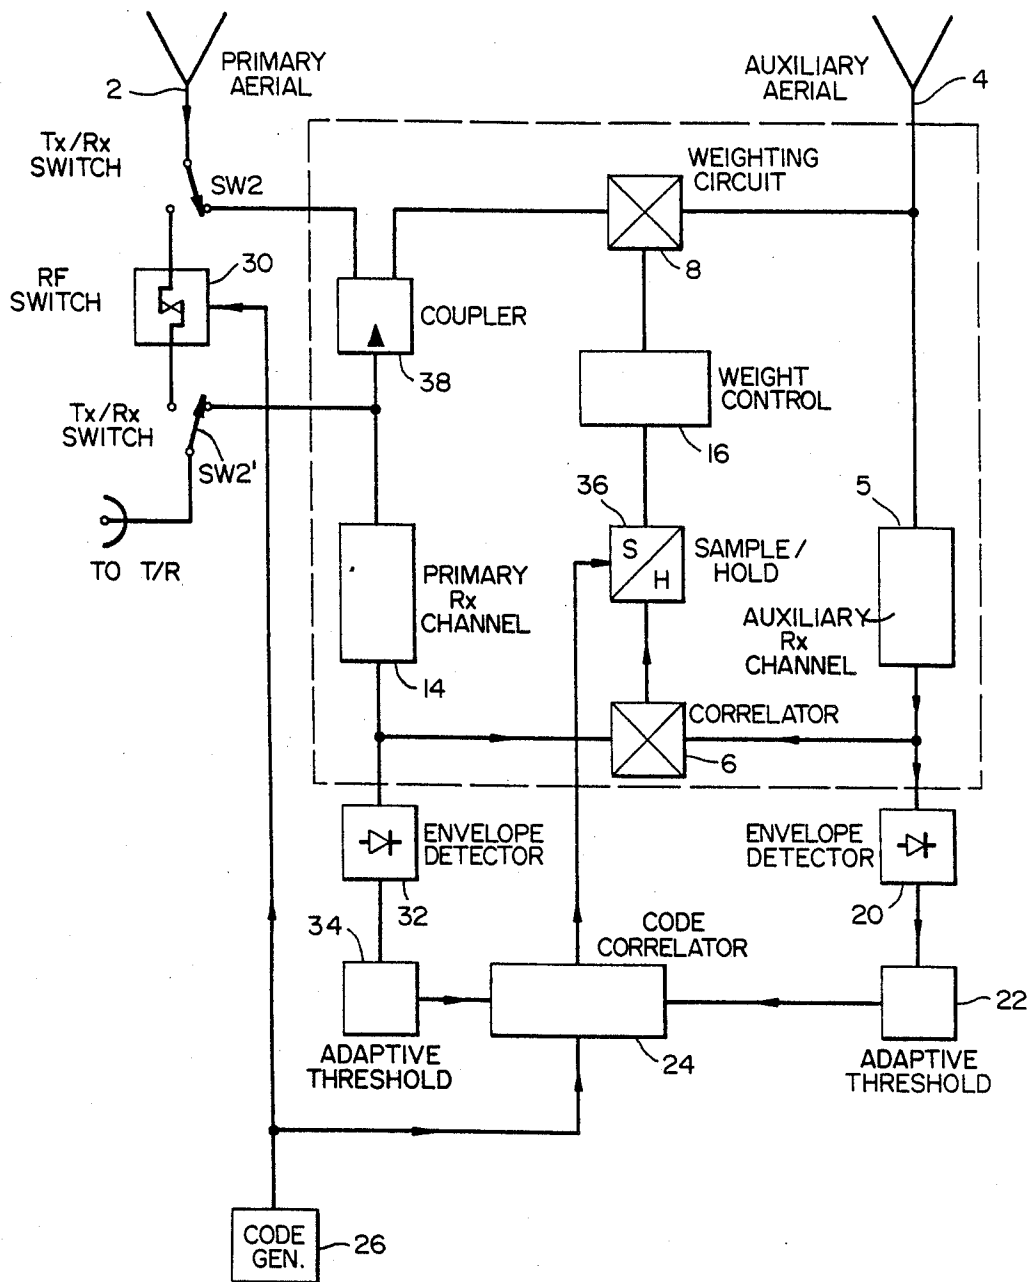 PRIMARY
AERIAL
2
AUXILIARY
AERIAL
4
Tx/Rx
SWITCH
SW2
WEIGHTING
CIRCUIT
8
30
RF
SWITCH
COUPLER
38
WEIGHT
CONTROL
16
Tx/Rx
SWITCH
SW2'
TO T/R
36
S
H
SAMPLE/
HOLD
5
PRIMARY
Rx
CHANNEL
14
AUXILIARY
Rx
CHANNEL
CORRELATOR
6
ENVELOPE
DETECTOR
32
ENVELOPE
DETECTOR
20
34
CODE
CORRELATOR
24
22
ADAPTIVE
THRESHOLD
ADAPTIVE
THRESHOLD
CODE
GEN.
26